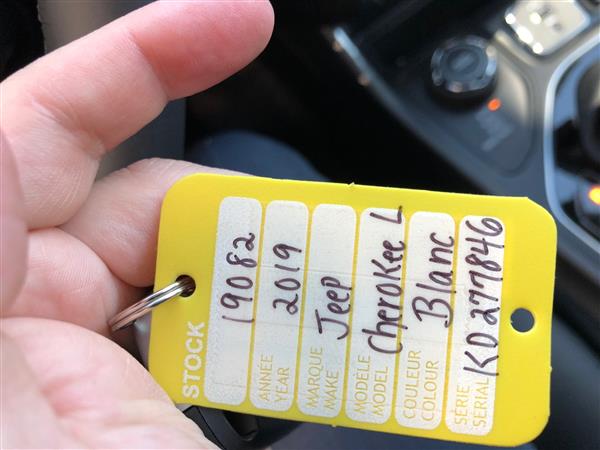 STOCK 19082
ANNÉE YEAR 2019
MARQUE MAKE Jeep
MODÈLE MODEL Cherokee L
COULEUR COLOUR Blanc
SÉRIE SERIAL KD277846